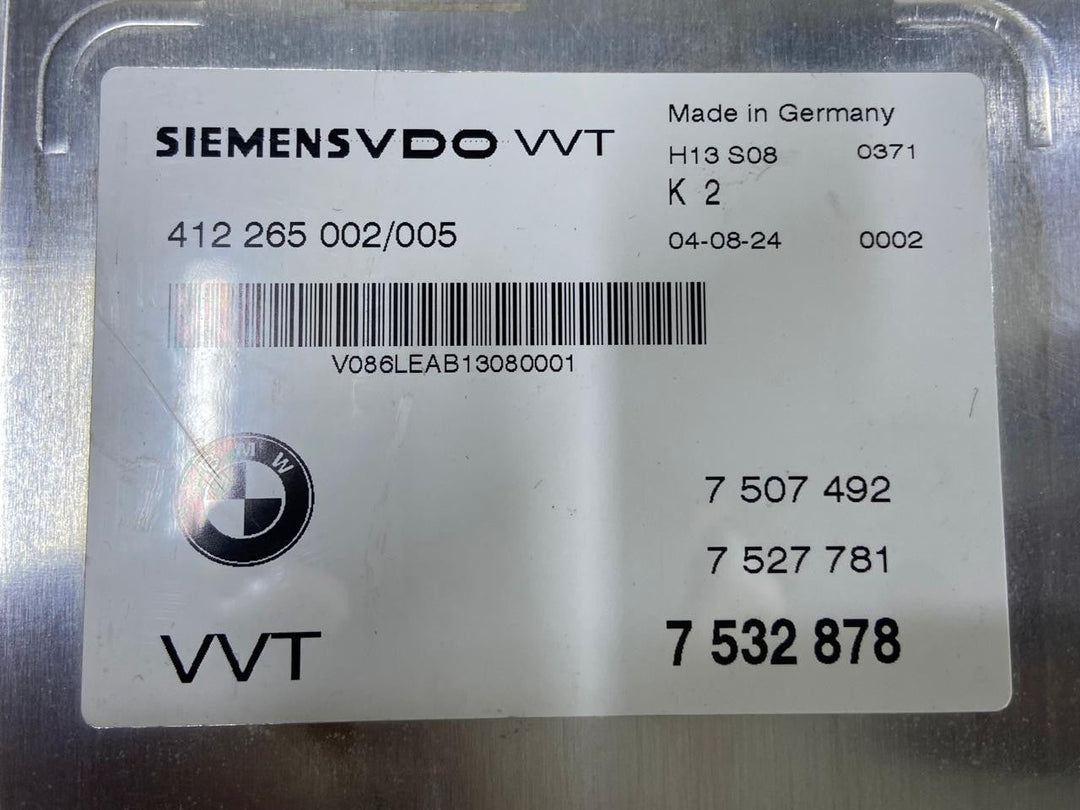 SIEMENSVDO VVT
Made in Germany
H13 S08 0371
K 2
412 265 002/005
04-08-24 0002
V086LEAB13080001
BMW
7 507 492
7 527 781
VVT
7 532 878